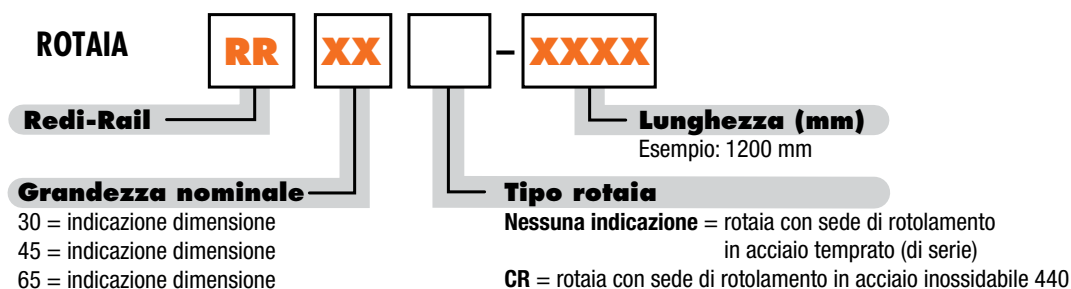 ROTAIA RR XX – XXXX
Redi-Rail
Lunghezza (mm)
Esempio: 1200 mm
Grandezza nominale
30 = indicazione dimensione
45 = indicazione dimensione
65 = indicazione dimensione
Tipo rotaia
Nessuna indicazione = rotaia con sede di rotolamento
in acciaio temprato (di serie)
CR = rotaia con sede di rotolamento in acciaio inossidabile 440